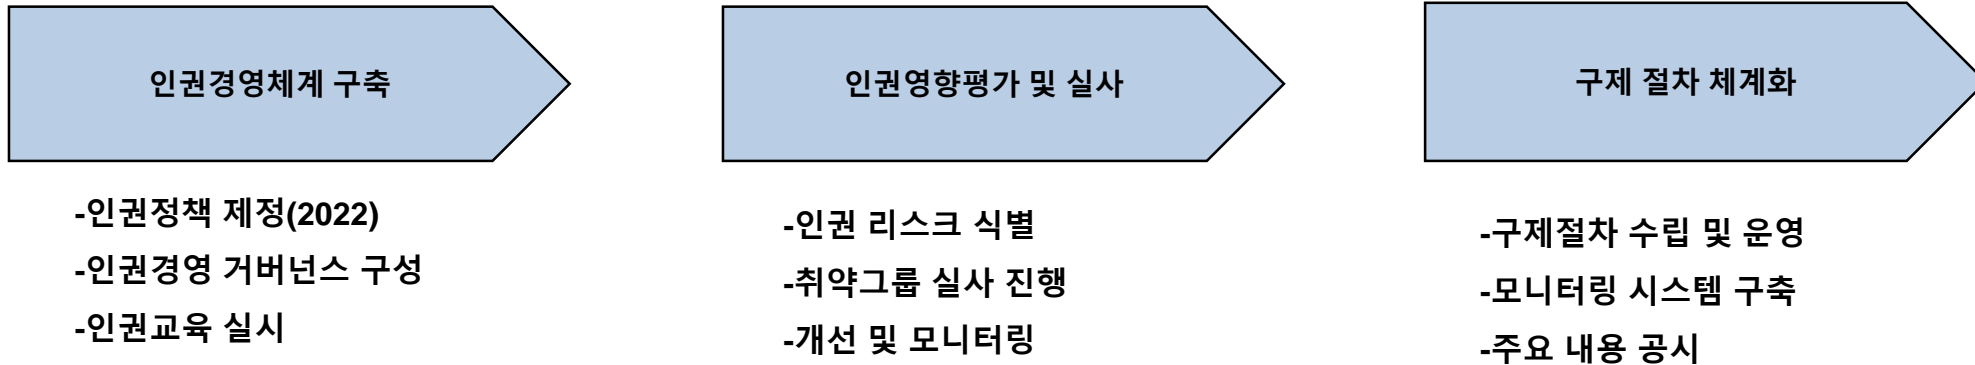 인권경영체계 구축
-인권정책 제정(2022)
-인권경영 거버넌스 구성
-인권교육 실시
인권영향평가 및 실사
-인권 리스크 식별
-취약그룹 실사 진행
-개선 및 모니터링
구제 절차 체계화
-구제절차 수립 및 운영
-모니터링 시스템 구축
-주요 내용 공시